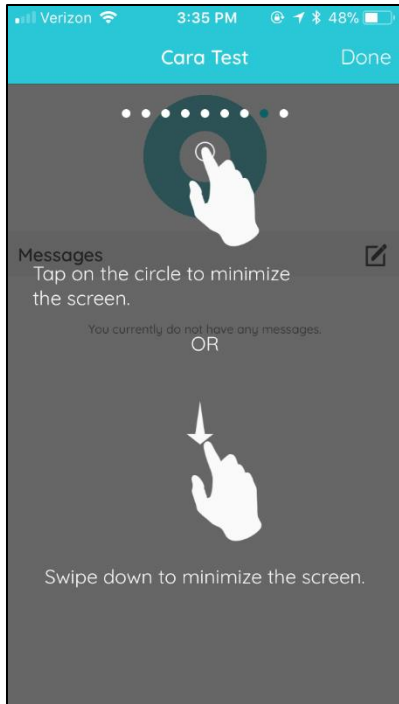 Verizon 3:35 PM 48%
Cara Test Done
Messages
Tap on the circle to minimize
the screen.
You currently do not have any messages.
OR
Swipe down to minimize the screen.